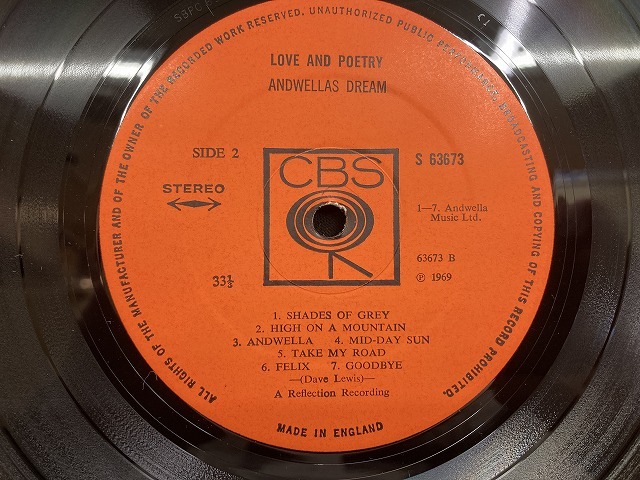 ALL RIGHTS OF THE MANUFACTURER AND OF THE OWNER OF THE RECORDED WORK RESERVED. UNAUTHORIZED PUBLIC PERFORMANCE, BROADCASTING AND COPYING OF THIS RECORD PROHIBITED.
LOVE AND POETRY
ANDWELLAS DREAM
SIDE 2
S 63673
CBS
STEREO
1—7. Andwella
Music Ltd.
63673 B
33⅓
Ⓟ 1969
1. SHADES OF GREY
2. HIGH ON A MOUNTAIN
3. ANDWELLA 4. MID-DAY SUN
5. TAKE MY ROAD
6. FELIX 7. GOODBYE
—(Dave Lewis)—
A Reflection Recording
MADE IN ENGLAND